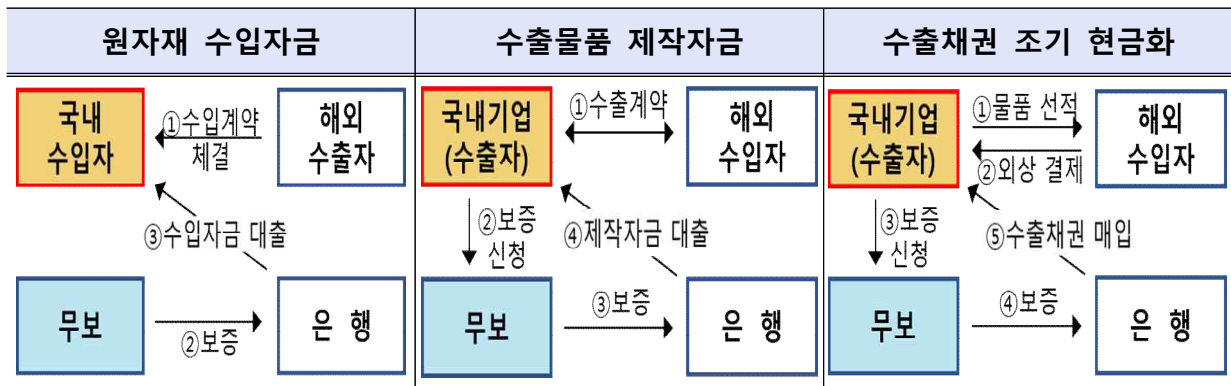 원자재 수입자금
국내
수입자
①수입계약
체결
해외
수출자
③수입자금 대출
무보
②보증
은 행
수출물품 제작자금
국내기업
(수출자)
①수출계약
해외
수입자
②보증
신청
④제작자금 대출
무보
③보증
은 행
수출채권 조기 현금화
국내기업
(수출자)
①물품 선적
②외상 결제
해외
수입자
③보증
신청
⑤수출채권 매입
무보
④보증
은 행